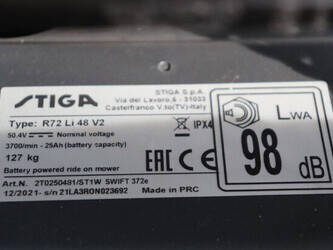 STIGA
STIGA S.p.A.
Via del Lavoro, 6 - 31033
Castelfranco V.to (TV)-Italy
Type: R72 Li 48 V2
50.4V Nominal voltage
IPX4
3700/min - 25Ah (battery capacity)
127 kg
Battery powered ride on mower
EAC CE
Art.N. 2T0250481/ST1W SWIFT 372e
12/2021- s/n 21LA3RON023692
Made in PRC
LWA
98
dB